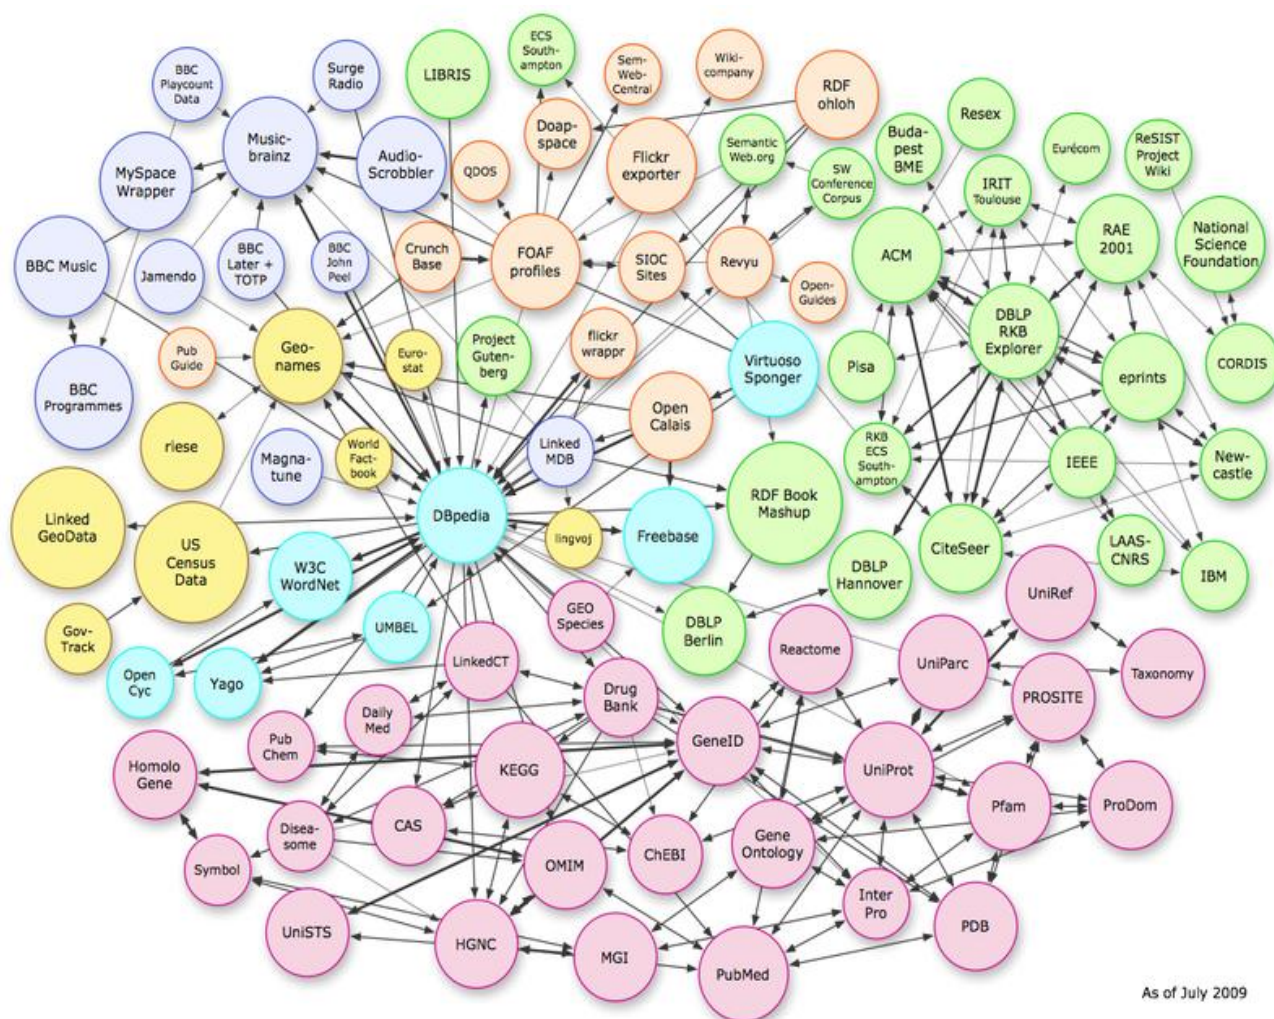 BBC
Playcount
Data
Surge
Radio
LIBRIS
ECS
South-
ampton
Sem-
Web-
Central
Wiki-
company
RDF
ohloh
Music-
brainz
MySpace
Wrapper
Audio-
Scrobbler
QDOS
Doap-
space
Flickr
exporter
Semantic
Web.org
SW
Conference
Corpus
Buda-
pest
BME
Resex
Eurécom
ReSIST
Project
Wiki
IRIT
Toulouse
RAE
2001
National
Science
Foundation
BBC Music
Jamendo
BBC
Later +
TOTP
BBC
John
Peel
Crunch
Base
FOAF
profiles
SIOC
Sites
Revyu
Open-
Guides
ACM
DBLP
RKB
Explorer
Pub
Guide
Geo-
names
Euro-
stat
Project
Guten-
berg
flickr
wrappr
Virtuoso
Sponger
Pisa
eprints
CORDIS
BBC
Programmes
riese
Magna-
tune
World
Fact-
book
Linked
MDB
Open
Calais
RKB
ECS
South-
ampton
IEEE
New-
castle
Linked
GeoData
US
Census
Data
W3C
WordNet
DBpedia
lingvoj
Freebase
RDF Book
Mashup
CiteSeer
LAAS-
CNRS
IBM
DBLP
Hannover
Gov-
Track
Open
Cyc
Yago
UMBEL
LinkedCT
GEO
Species
DBLP
Berlin
Reactome
UniParc
UniRef
Taxonomy
PROSITE
Daily
Med
Drug
Bank
Pub
Chem
Homolo
Gene
KEGG
GeneID
UniProt
Pfam
ProDom
Disea-
some
CAS
Symbol
OMIM
ChEBI
Gene
Ontology
Inter
Pro
PDB
UniSTS
HGNC
MGI
PubMed
As of July 2009